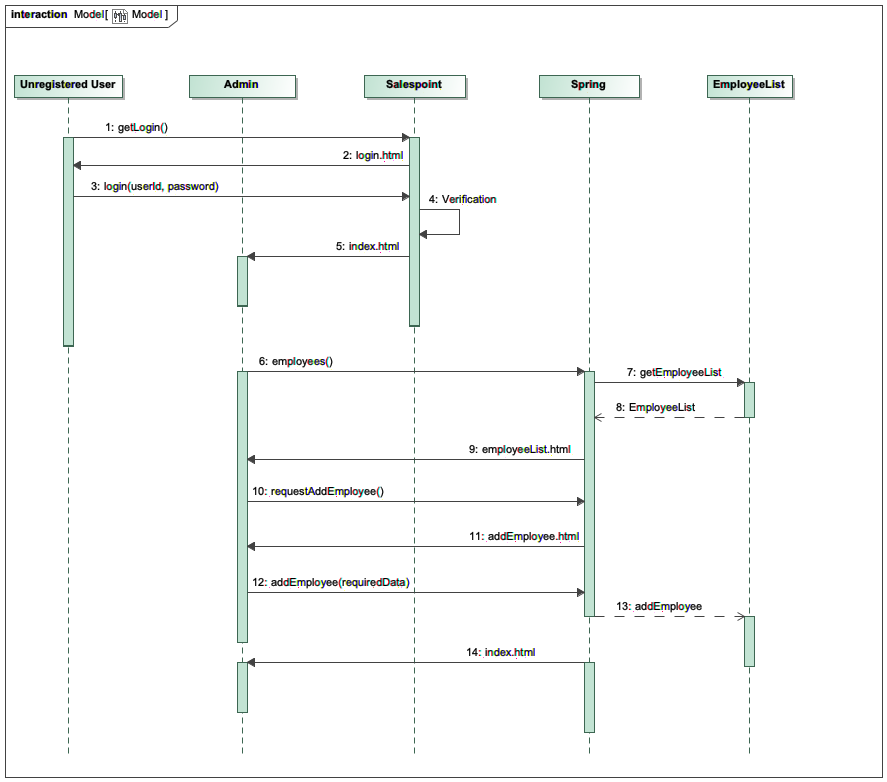 interaction Model[ Model ]
Unregistered User
Admin
Salespoint
Spring
EmployeeList
1: getLogin()
2: login.html
3: login(userId, password)
4: Verification
5: index.html
6: employees()
7: getEmployeeList
8: EmployeeList
9: employeeList.html
10: requestAddEmployee()
11: addEmployee.html
12: addEmployee(requiredData)
13: addEmployee
14: index.html